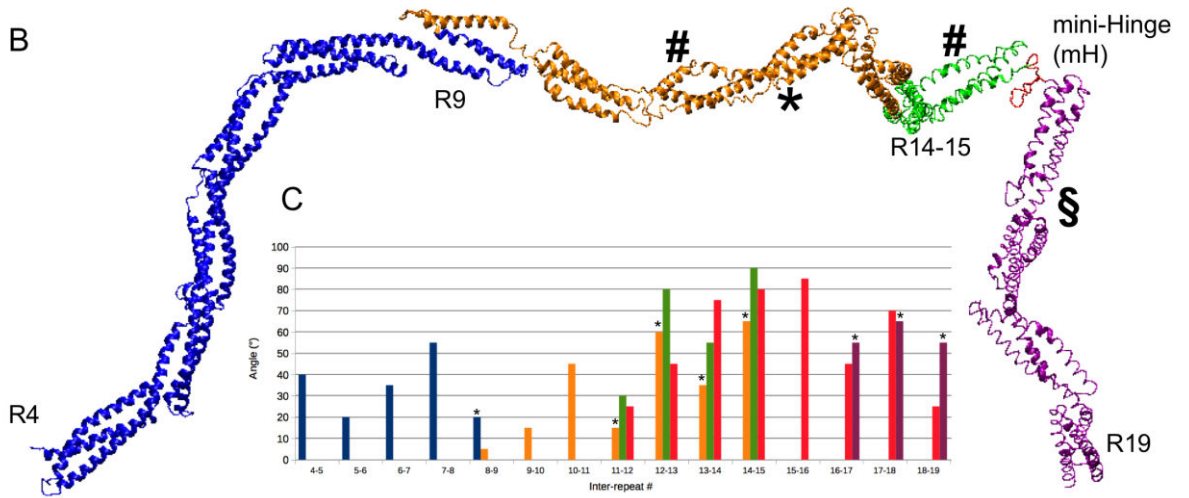 B
mini-Hinge
(mH)
#
#
R9
*
R14-15
C
§
100
90
80
70
60
50
40
30
20
10
0
Angle (°)
*
*
*
*
*
*
*
*
4-5 5-6 6-7 7-8 8-9 9-10 10-11 11-12 12-13 13-14 14-15 15-16 16-17 17-18 18-19
Inter-repeat #
R4
R19